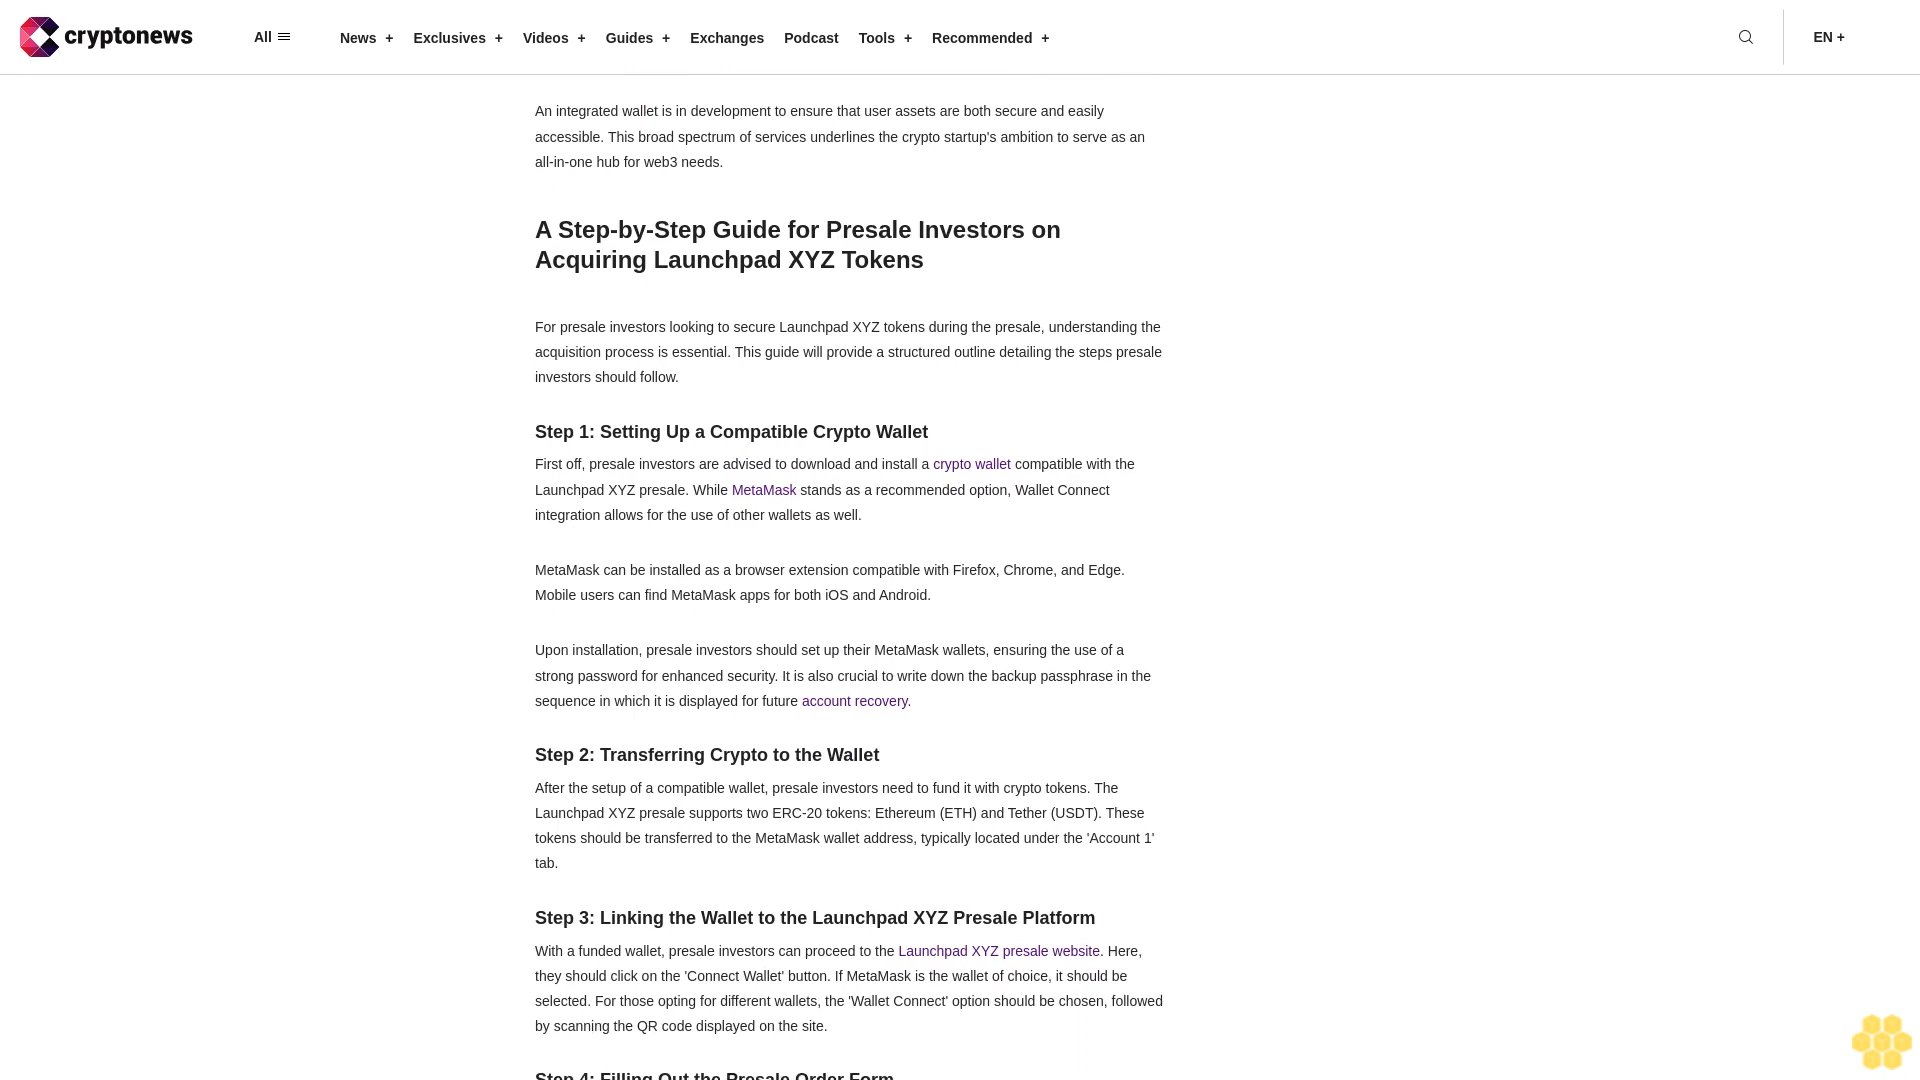 cryptonews
All
News +
Exclusives +
Videos +
Guides +
Exchanges
Podcast
Tools +
Recommended +
EN +
An integrated wallet is in development to ensure that user assets are both secure and easily
accessible. This broad spectrum of services underlines the crypto startup's ambition to serve as an
all-in-one hub for web3 needs.
A Step-by-Step Guide for Presale Investors on
Acquiring Launchpad XYZ Tokens
For presale investors looking to secure Launchpad XYZ tokens during the presale, understanding the
acquisition process is essential. This guide will provide a structured outline detailing the steps presale
investors should follow.
Step 1: Setting Up a Compatible Crypto Wallet
First off, presale investors are advised to download and install a crypto wallet compatible with the
Launchpad XYZ presale. While MetaMask stands as a recommended option, Wallet Connect
integration allows for the use of other wallets as well.
MetaMask can be installed as a browser extension compatible with Firefox, Chrome, and Edge.
Mobile users can find MetaMask apps for both iOS and Android.
Upon installation, presale investors should set up their MetaMask wallets, ensuring the use of a
strong password for enhanced security. It is also crucial to write down the backup passphrase in the
sequence in which it is displayed for future account recovery.
Step 2: Transferring Crypto to the Wallet
After the setup of a compatible wallet, presale investors need to fund it with crypto tokens. The
Launchpad XYZ presale supports two ERC-20 tokens: Ethereum (ETH) and Tether (USDT). These
tokens should be transferred to the MetaMask wallet address, typically located under the 'Account 1'
tab.
Step 3: Linking the Wallet to the Launchpad XYZ Presale Platform
With a funded wallet, presale investors can proceed to the Launchpad XYZ presale website. Here,
they should click on the 'Connect Wallet' button. If MetaMask is the wallet of choice, it should be
selected. For those opting for different wallets, the 'Wallet Connect' option should be chosen, followed
by scanning the QR code displayed on the site.
Step 4: Filling Out the Presale Order Form